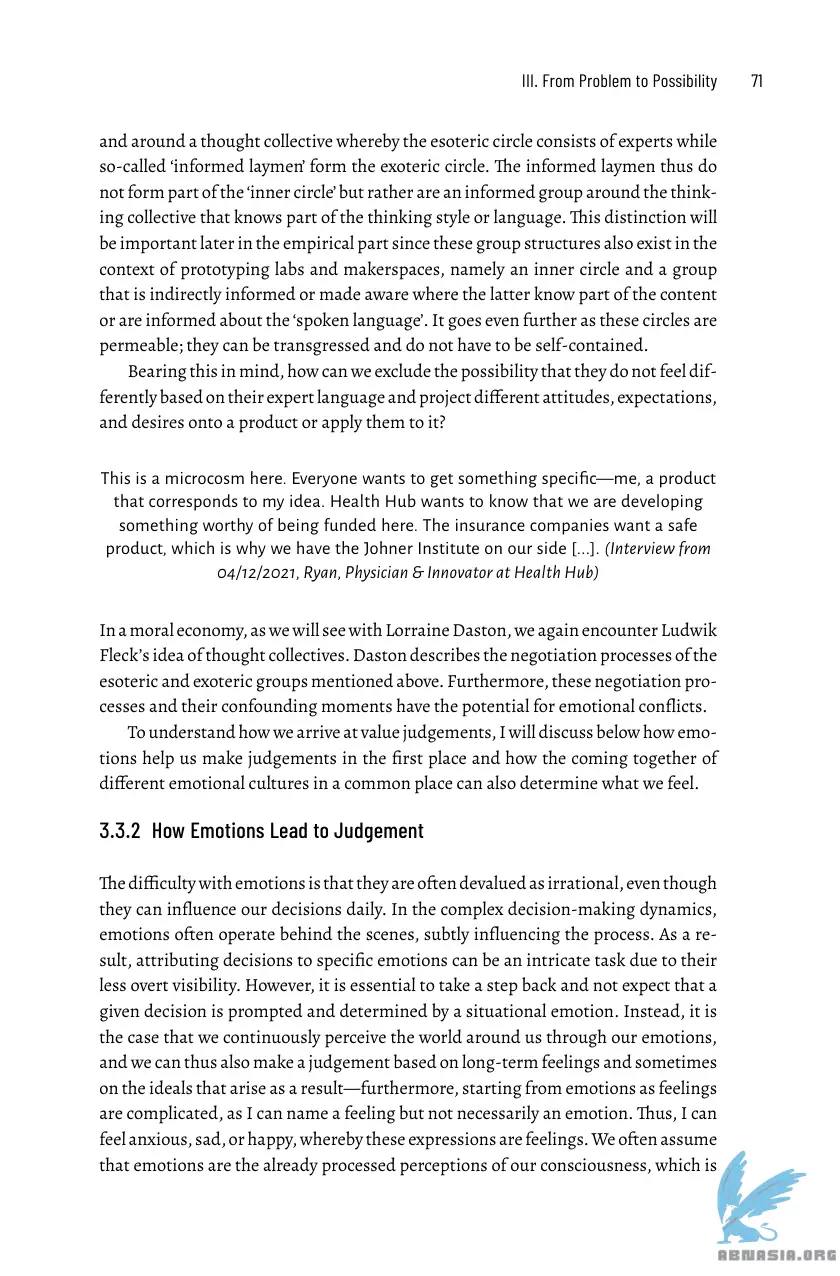 III. From Problem to Possibility 71
and around a thought collective whereby the esoteric circle consists of experts while
so-called ‘informed laymen’ form the exoteric circle. The informed laymen thus do
not form part of the ‘inner circle’ but rather are an informed group around the think-
ing collective that knows part of the thinking style or language. This distinction will
be important later in the empirical part since these group structures also exist in the
context of prototyping labs and makerspaces, namely an inner circle and a group
that is indirectly informed or made aware where the latter know part of the content
or are informed about the ‘spoken language’. It goes even further as these circles are
permeable; they can be transgressed and do not have to be self-contained.
Bearing this in mind, how can we exclude the possibility that they do not feel dif-
ferently based on their expert language and project different attitudes, expectations,
and desires onto a product or apply them to it?
This is a microcosm here. Everyone wants to get something specific—me, a product
that corresponds to my idea. Health Hub wants to know that we are developing
something worthy of being funded here. The insurance companies want a safe
product, which is why we have the Johner Institute on our side [...]. (Interview from
04/12/2021, Ryan, Physician & Innovator at Health Hub)
In a moral economy, as we will see with Lorraine Daston, we again encounter Ludwik
Fleck’s idea of thought collectives. Daston describes the negotiation processes of the
esoteric and exoteric groups mentioned above. Furthermore, these negotiation pro-
cesses and their confounding moments have the potential for emotional conflicts.
To understand how we arrive at value judgements, I will discuss below how emo-
tions help us make judgements in the first place and how the coming together of
different emotional cultures in a common place can also determine what we feel.
3.3.2 How Emotions Lead to Judgement
The difficulty with emotions is that they are often devalued as irrational, even though
they can influence our decisions daily. In the complex decision-making dynamics,
emotions often operate behind the scenes, subtly influencing the process. As a re-
sult, attributing decisions to specific emotions can be an intricate task due to their
less overt visibility. However, it is essential to take a step back and not expect that a
given decision is prompted and determined by a situational emotion. Instead, it is
the case that we continuously perceive the world around us through our emotions,
and we can thus also make a judgement based on long-term feelings and sometimes
on the ideals that arise as a result—furthermore, starting from emotions as feelings
are complicated, as I can name a feeling but not necessarily an emotion. Thus, I can
feel anxious, sad, or happy, whereby these expressions are feelings. We often assume
that emotions are the already processed perceptions of our consciousness, which is
ABNASIA.ORG